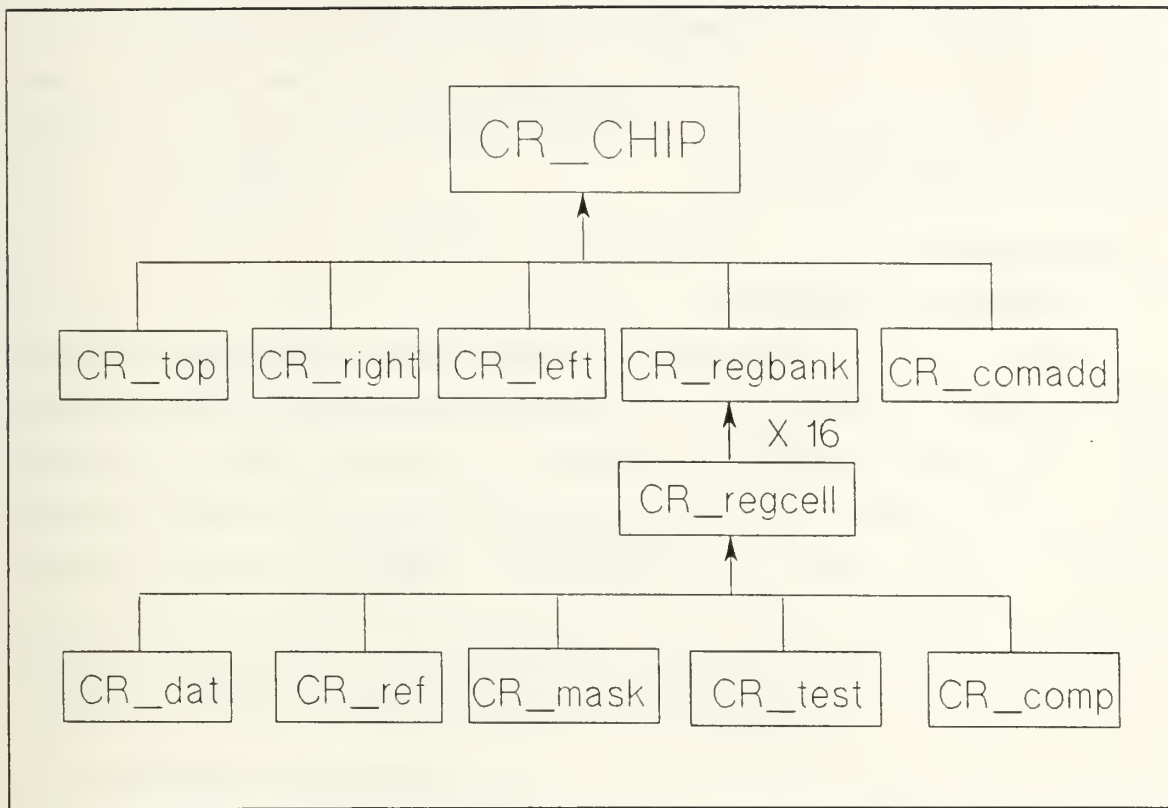 CR_CHIP
CR_top CR_right CR_left CR_regbank CR_comadd
X 16
CR_regcell
CR_dat CR_ref CR_mask CR_test CR_comp